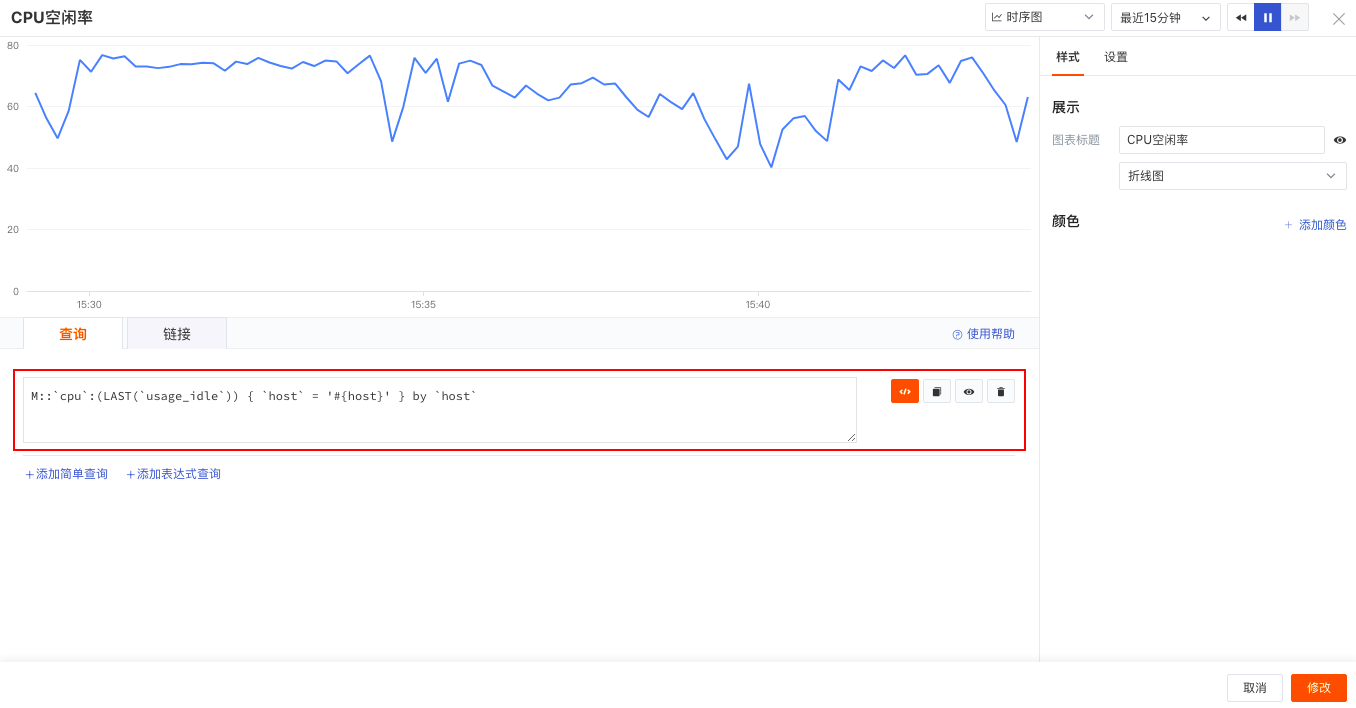 CPU空闲率
时序图
最近15分钟
样式
设置
80
60
40
20
0
15:30
15:35
15:40
展示
图表标题
CPU空闲率
折线图
颜色
+ 添加颜色
查询
链接
使用帮助
M::`cpu`:(LAST(`usage_idle`)) { `host` = '#{host}' } by `host`
+添加简单查询
+添加表达式查询
取消
修改